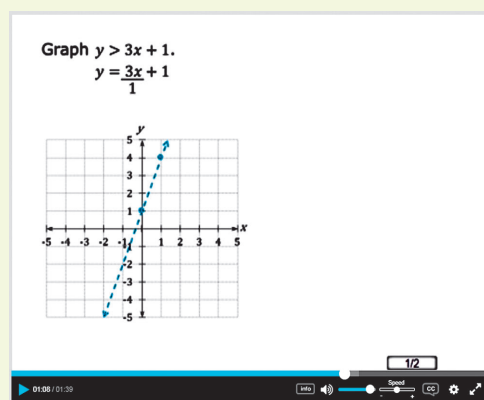 Graph y > 3x + 1.
y = 3x + 1
1
y
5
4
3
2
1
x
-5 -4 -3 -2 -1 1 2 3 4 5
-1
-2
-3
-4
-5
1/2
01:08 / 01:39
info
Speed
- +
CC